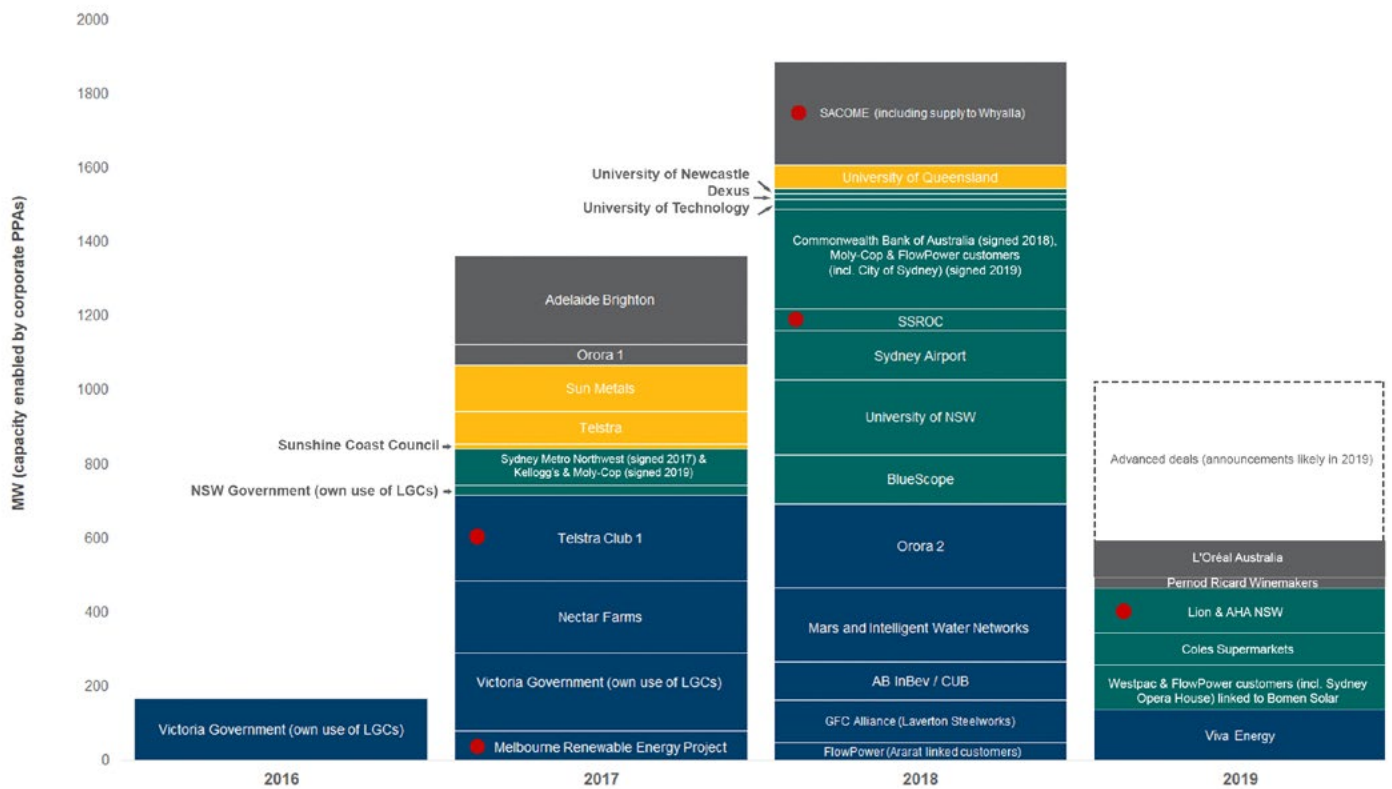 MW (capacity enabled by corporate PPAs)
2000
1800
1600
1400
1200
1000
800
600
400
200
0
Victoria Government (own use of LGCs)
2016
Adelaide Brighton
Orora 1
Sun Metals
Telstra
Sunshine Coast Council
Sydney Metro Northwest (signed 2017) &
Kellogg's & Moly-Cop (signed 2019)
NSW Government (own use of LGCs)
Telstra Club 1
Nectar Farms
Victoria Government (own use of LGCs)
Melbourne Renewable Energy Project
2017
SACOME (including supply to Whyalla)
University of Queensland
University of Newcastle
Dexus
University of Technology
Commonwealth Bank of Australia (signed 2018),
Moly-Cop & FlowPower customers
(incl. City of Sydney) (signed 2019)
SSROC
Sydney Airport
University of NSW
BlueScope
Orora 2
Mars and Intelligent Water Networks
AB InBev / CUB
GFC Alliance (Laverton Steelworks)
FlowPower (Ararat linked customers)
2018
Advanced deals (announcements likely in 2019)
L'Oréal Australia
Pernod Ricard Winemakers
Lion & AHA NSW
Coles Supermarkets
Westpac & FlowPower customers (incl. Sydney
Opera House) linked to Bomen Solar
Viva Energy
2019